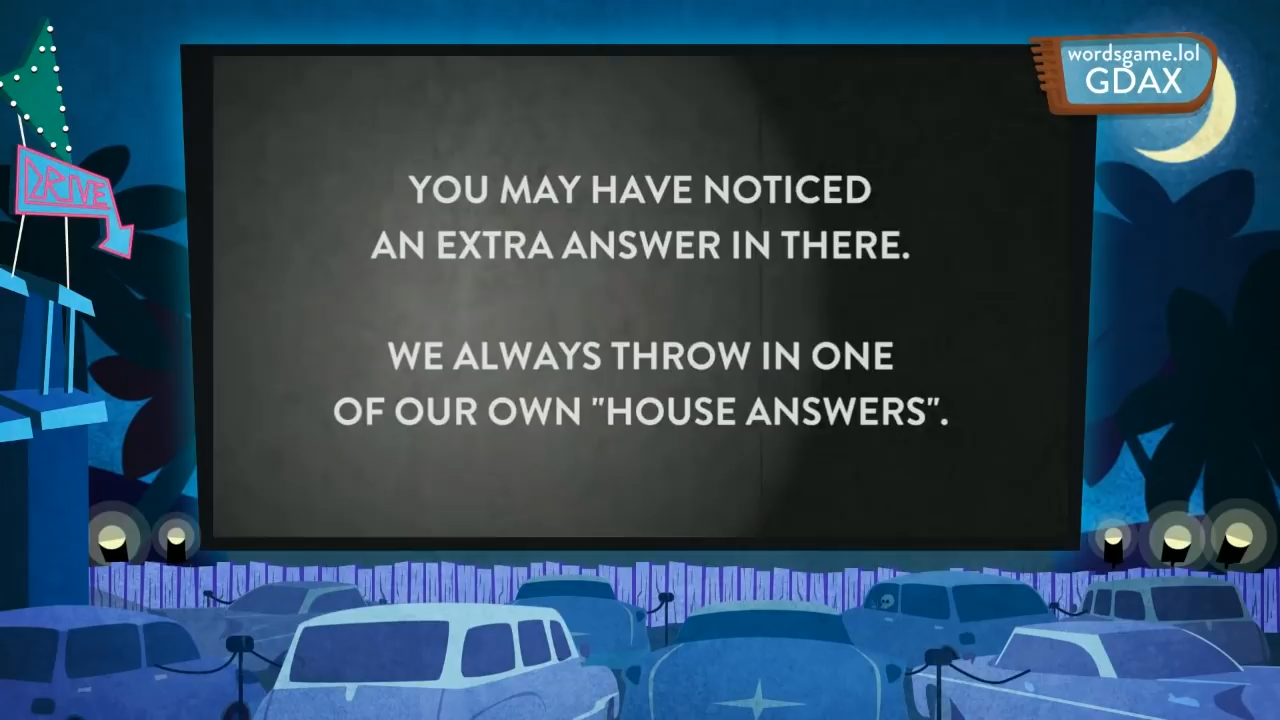 wordsgame.lol
GDAX
DRIVE
YOU MAY HAVE NOTICED
AN EXTRA ANSWER IN THERE.
WE ALWAYS THROW IN ONE
OF OUR OWN "HOUSE ANSWERS".